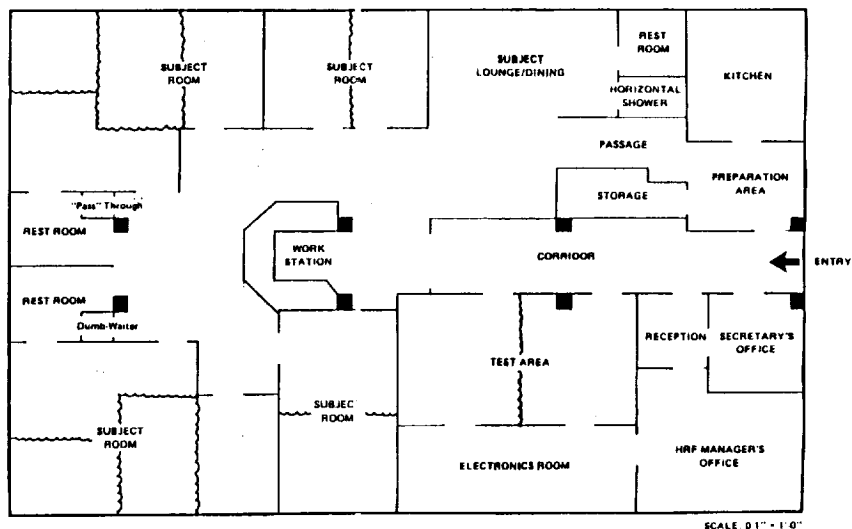 SUBJECT
ROOM
SUBJECT
ROOM
SUBJECT
LOUNGE/DINING
REST
ROOM
HORIZONTAL
SHOWER
KITCHEN
PASSAGE
STORAGE
PREPARATION
AREA
"Pass" Through
REST ROOM
WORK
STATION
CORRIDOR
ENTRY
REST ROOM
Dumb-Waiter
RECEPTION
SECRETARY'S
OFFICE
TEST AREA
SUBJECT
ROOM
SUBJECT
ROOM
ELECTRONICS ROOM
HRF MANAGER'S
OFFICE
SCALE: 0.1" = 1'0"